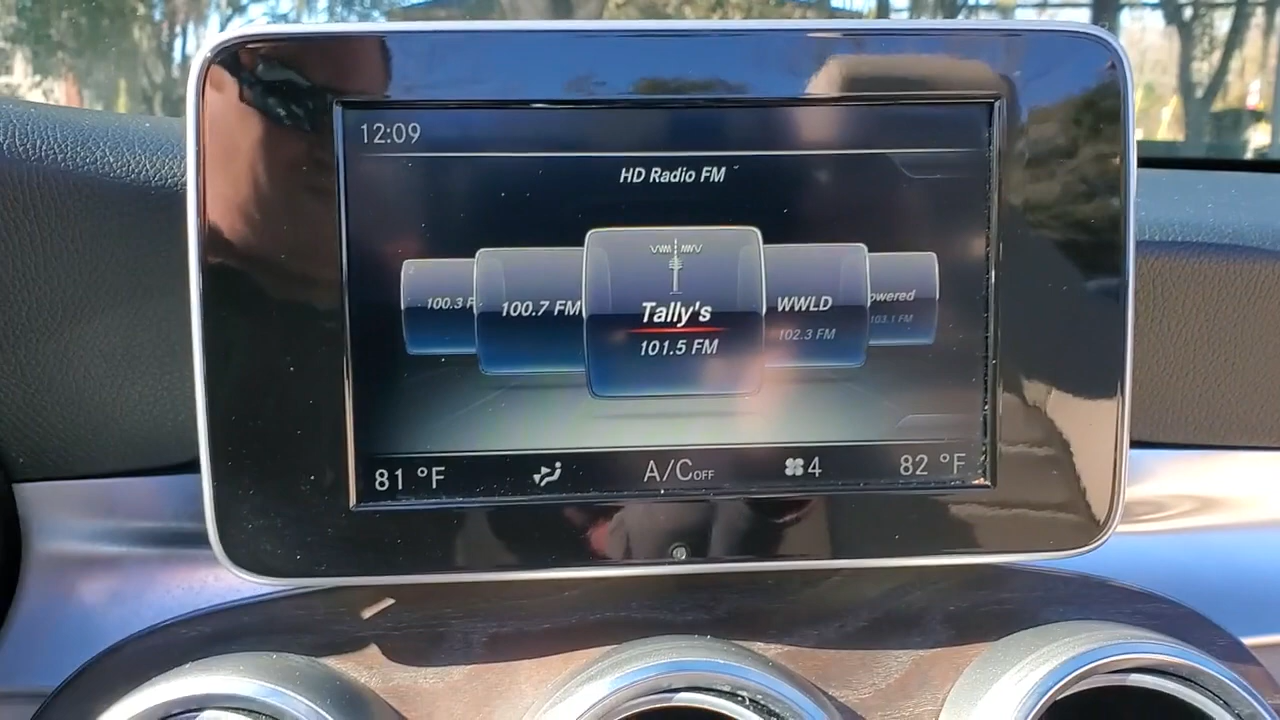 12:09
HD Radio FM
100.3 F
100.7 FM
Tally's
101.5 FM
WWLD
102.3 FM
owered
103.1 FM
81 °F
A/C OFF
4
82 °F